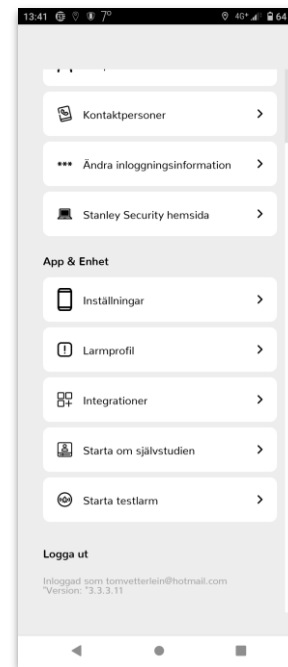 13:41 7° 4G+ 64
Kontaktpersoner
*** Ändra inloggningsinformation
Stanley Security hemsida
App & Enhet
Inställningar
Larmprofil
Integrationer
Starta om självstudien
Starta testlarm
Logga ut
Inloggad som tomvetterlein@hotmail.com
"Version: "3.3.3.11